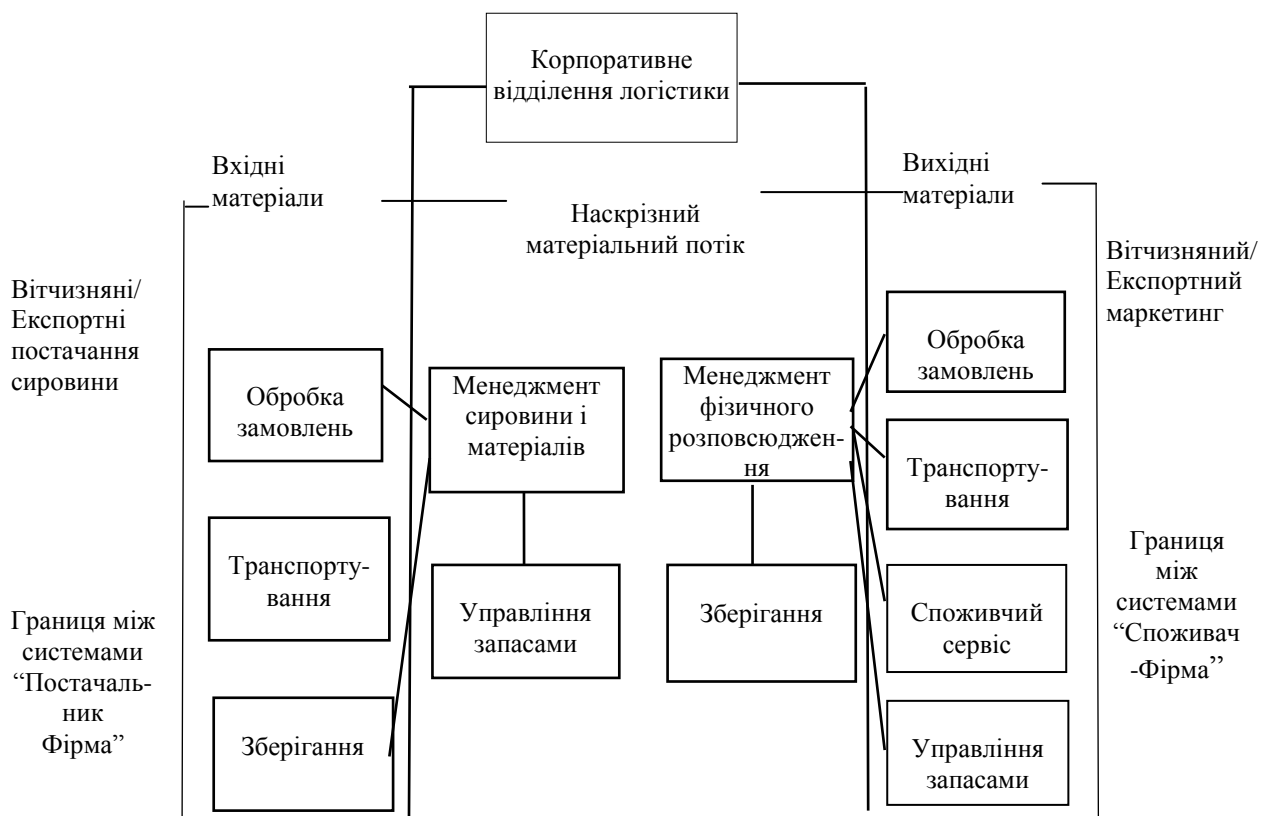 Корпоративне
відділення логістики
Вхідні
матеріали
Вихідні
матеріали
Наскрізний
матеріальний потік
Вітчизняні/
Експортні
постачання
сировини
Вітчизняний/
Експортний
маркетинг
Обробка
замовлень
Менеджмент
сировини і
матеріалів
Менеджмент
фізичного
розповсюджен-
ня
Обробка
замовлень
Транспорту-
вання
Транспорту-
вання
Управління
запасами
Зберігання
Споживчий
сервіс
Границя між
системами
“Постачаль-
ник
Фірма”
Границя
між
системами
“Споживач
-Фірма”
Зберігання
Управління
запасами